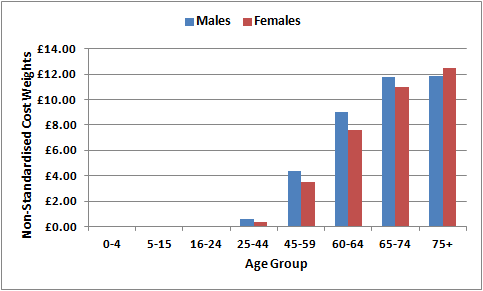 Males Females
Non-Standardised Cost Weights
£14.00
£12.00
£10.00
£8.00
£6.00
£4.00
£2.00
£0.00
0-4 5-15 16-24 25-44 45-59 60-64 65-74 75+
Age Group